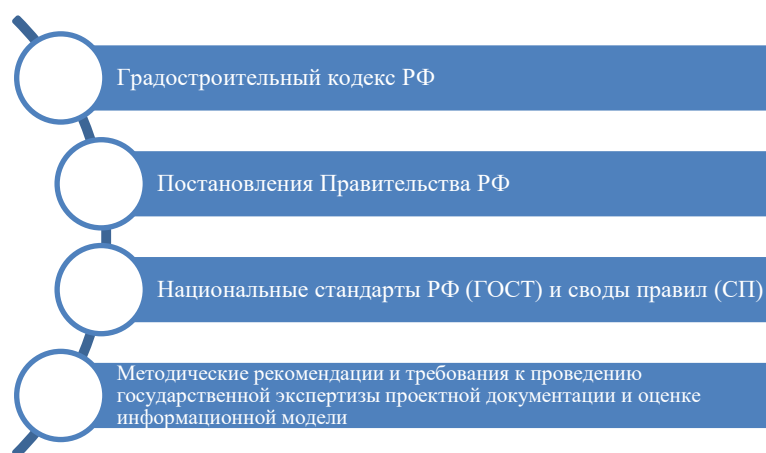 Градостроительный кодекс РФ
Постановления Правительства РФ
Национальные стандарты РФ (ГОСТ) и своды правил (СП)
Методические рекомендации и требования к проведению
государственной экспертизы проектной документации и оценке
информационной модели